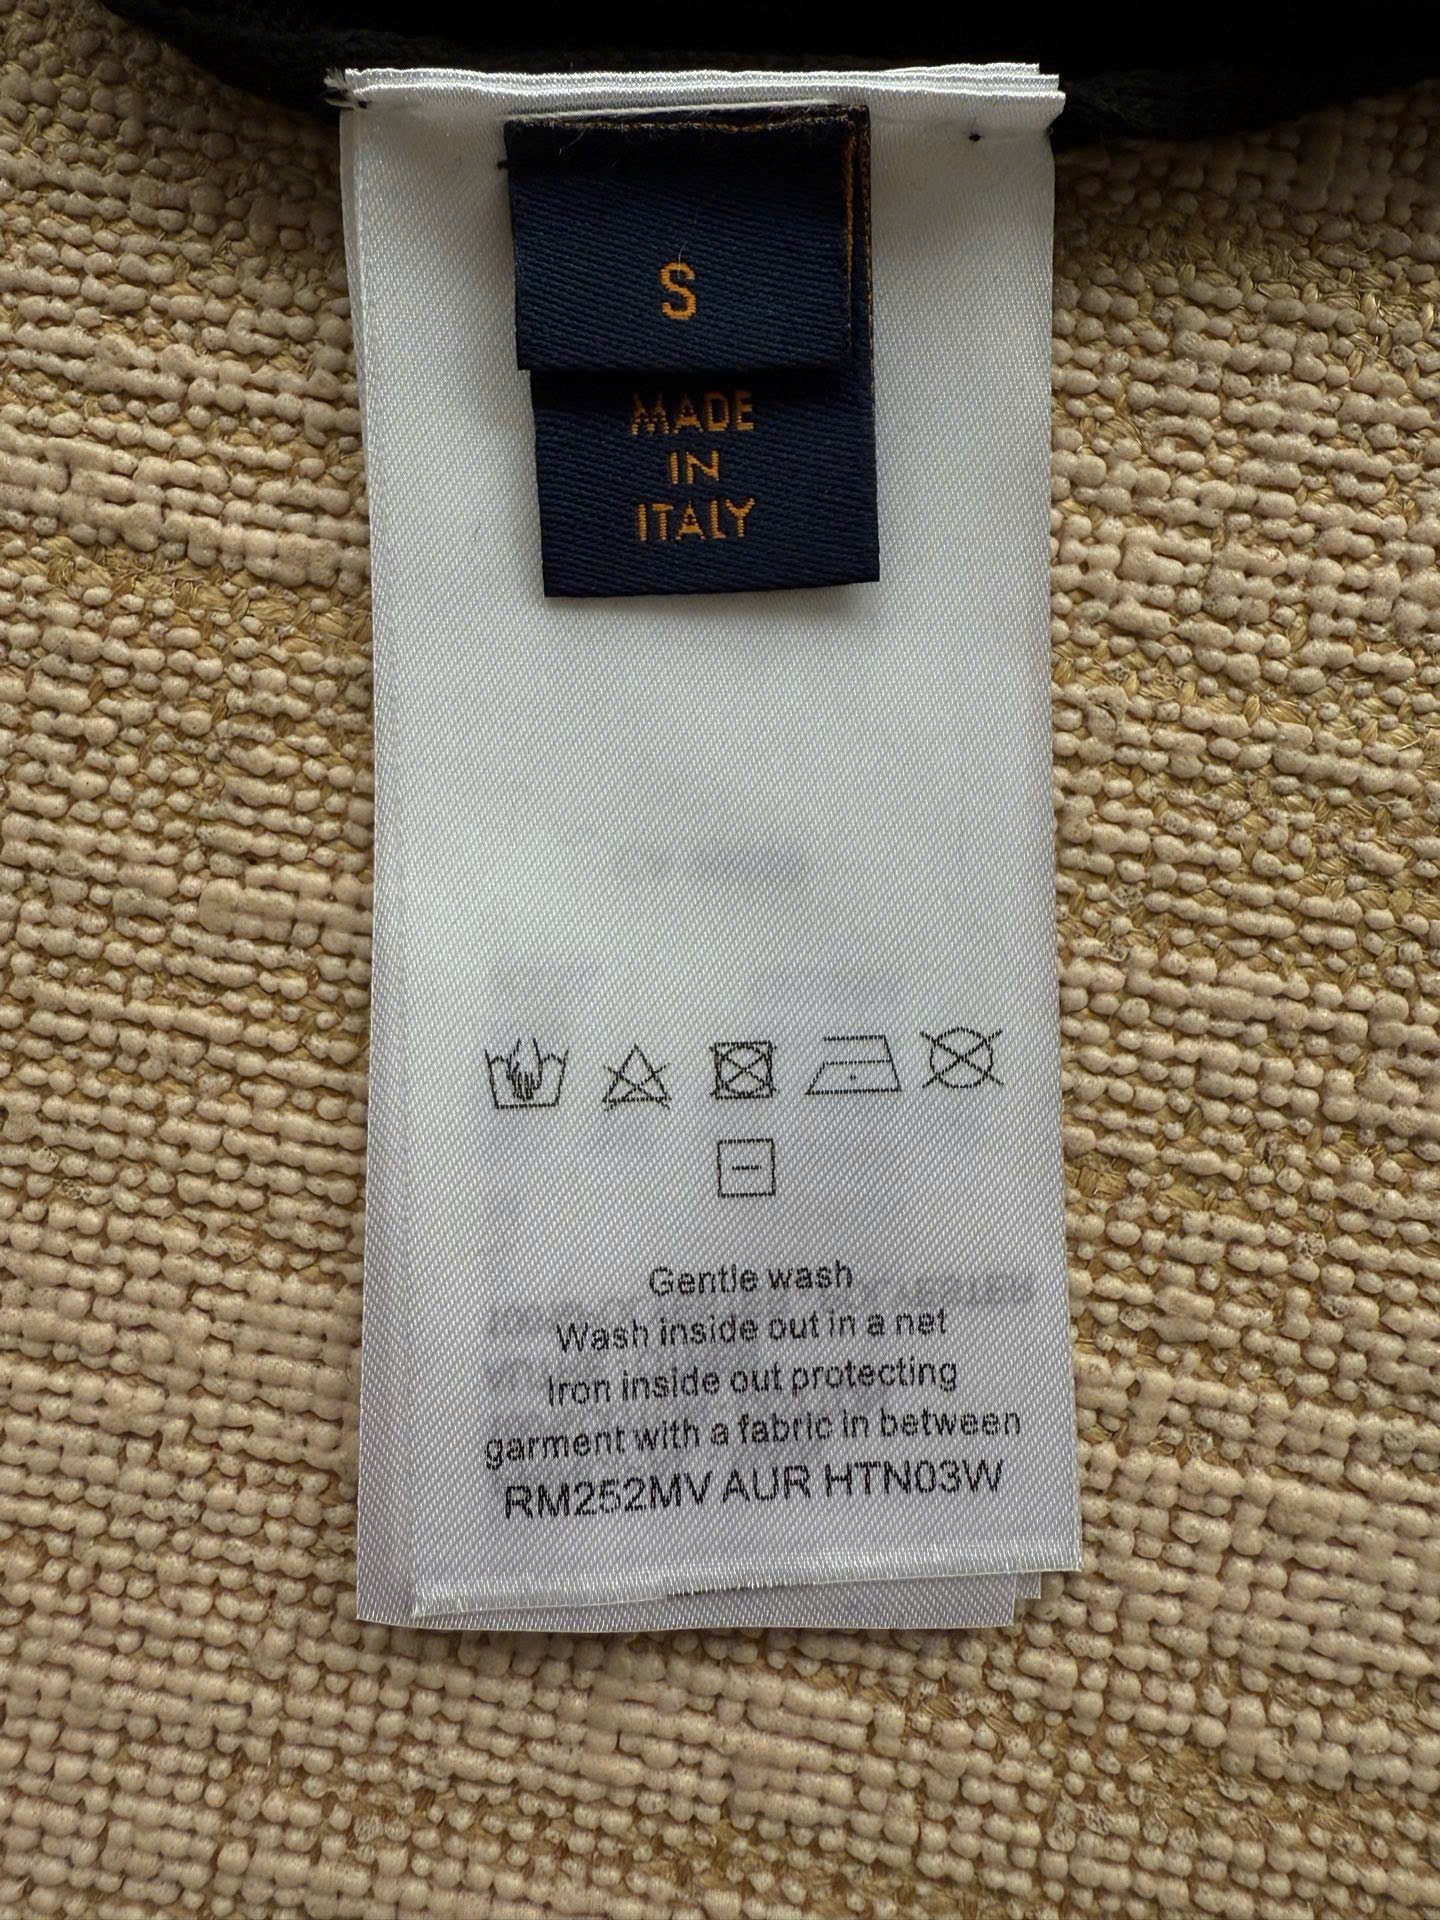 S
MADE
IN
ITALY
Gentle wash
Wash inside out in a net
Iron inside out protecting
garment with a fabric in between
RM252MV AUR HTN03W